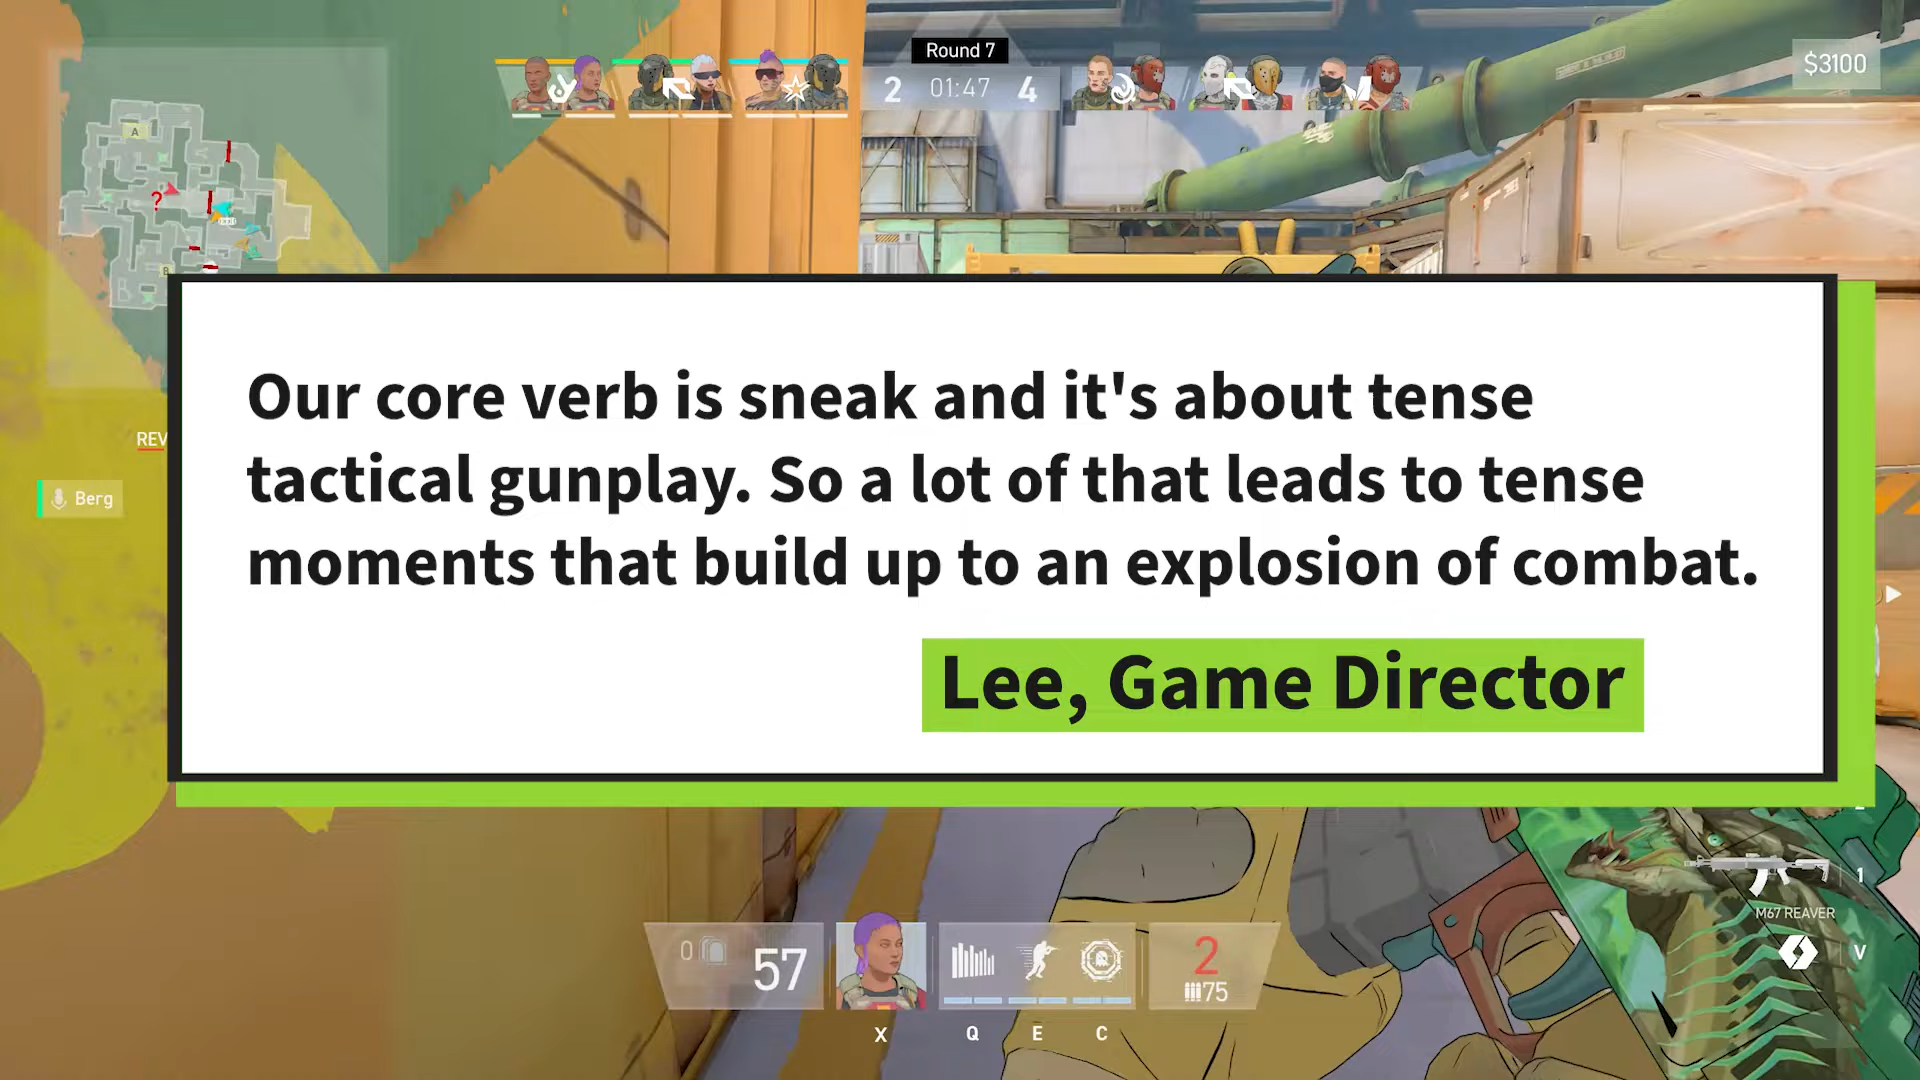 Round 7
2 01:47 4
$3100
A
?
B
REV
Berg
Our core verb is sneak and it's about tense
tactical gunplay. So a lot of that leads to tense
moments that build up to an explosion of combat.
Lee, Game Director
1
M67 REAVER
V
0 57
2
75
X Q E C